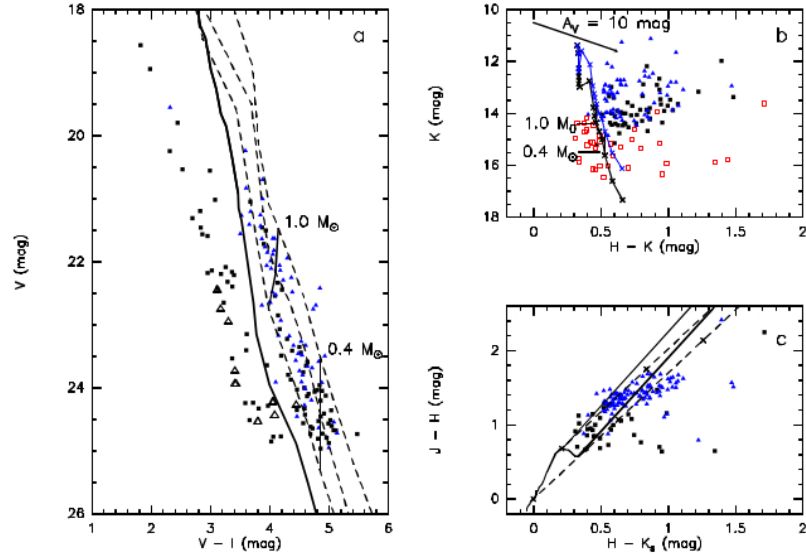 18
20
22
24
26
V (mag)
a
1.0 M⊙
0.4 M⊙
1 2 3 4 5 6
V − I (mag)
10
12
14
16
18
K (mag)
b
A_V = 10 mag
1.0 M⊙
0.4 M⊙
0 0.5 1 1.5 2
H − K (mag)
2
1
0
J − H (mag)
c
0 0.5 1 1.5 2
H − K_s (mag)